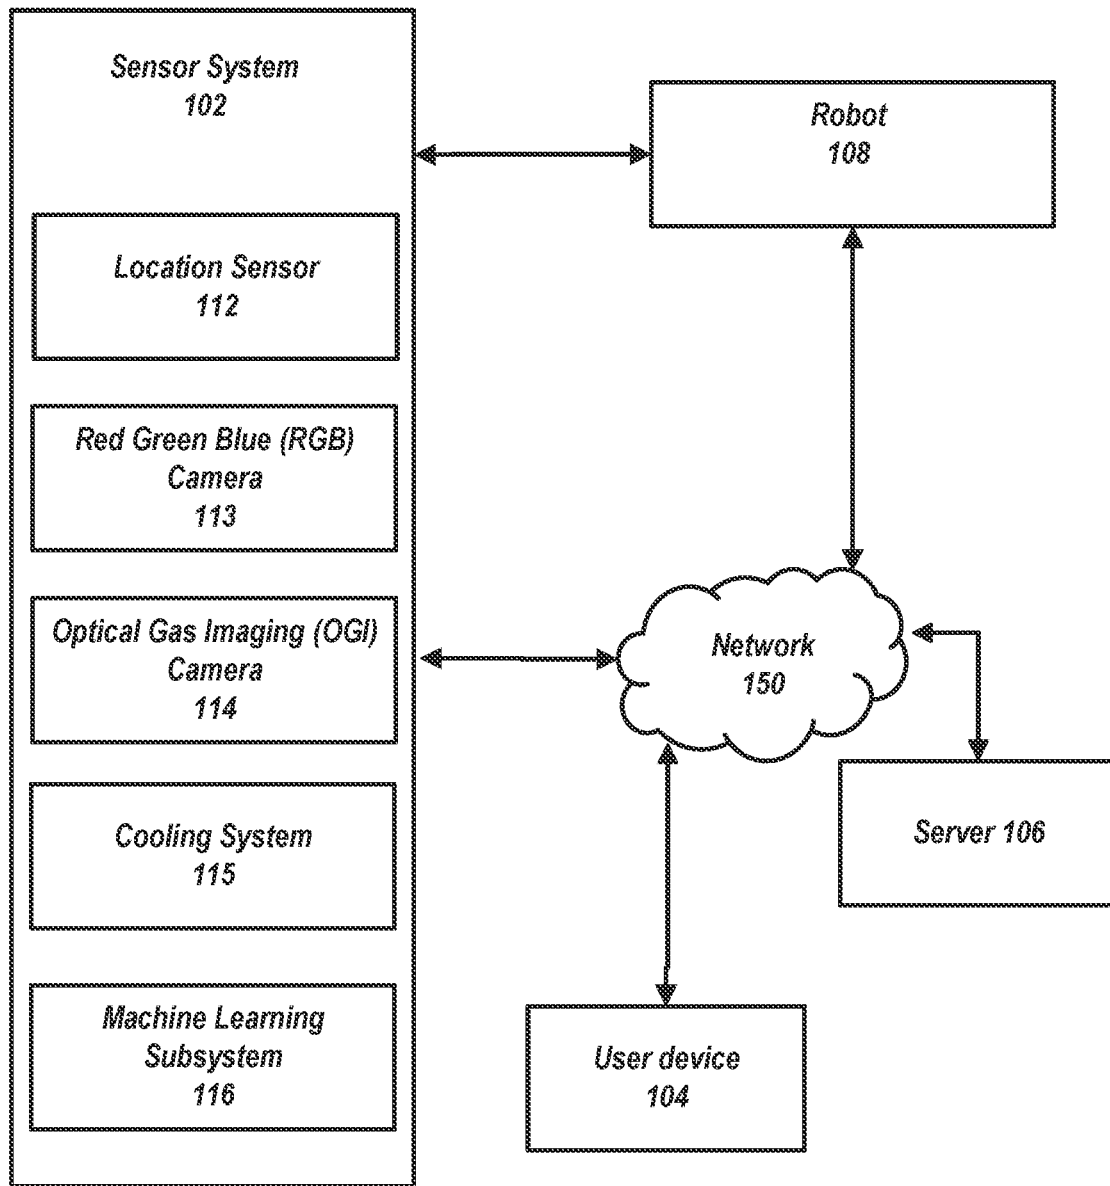 Sensor System
102
Robot
108
Location Sensor
112
Red Green Blue (RGB)
Camera
113
Optical Gas Imaging (OGI)
Camera
114
Network
150
Cooling System
115
Server 106
Machine Learning
Subsystem
116
User device
104